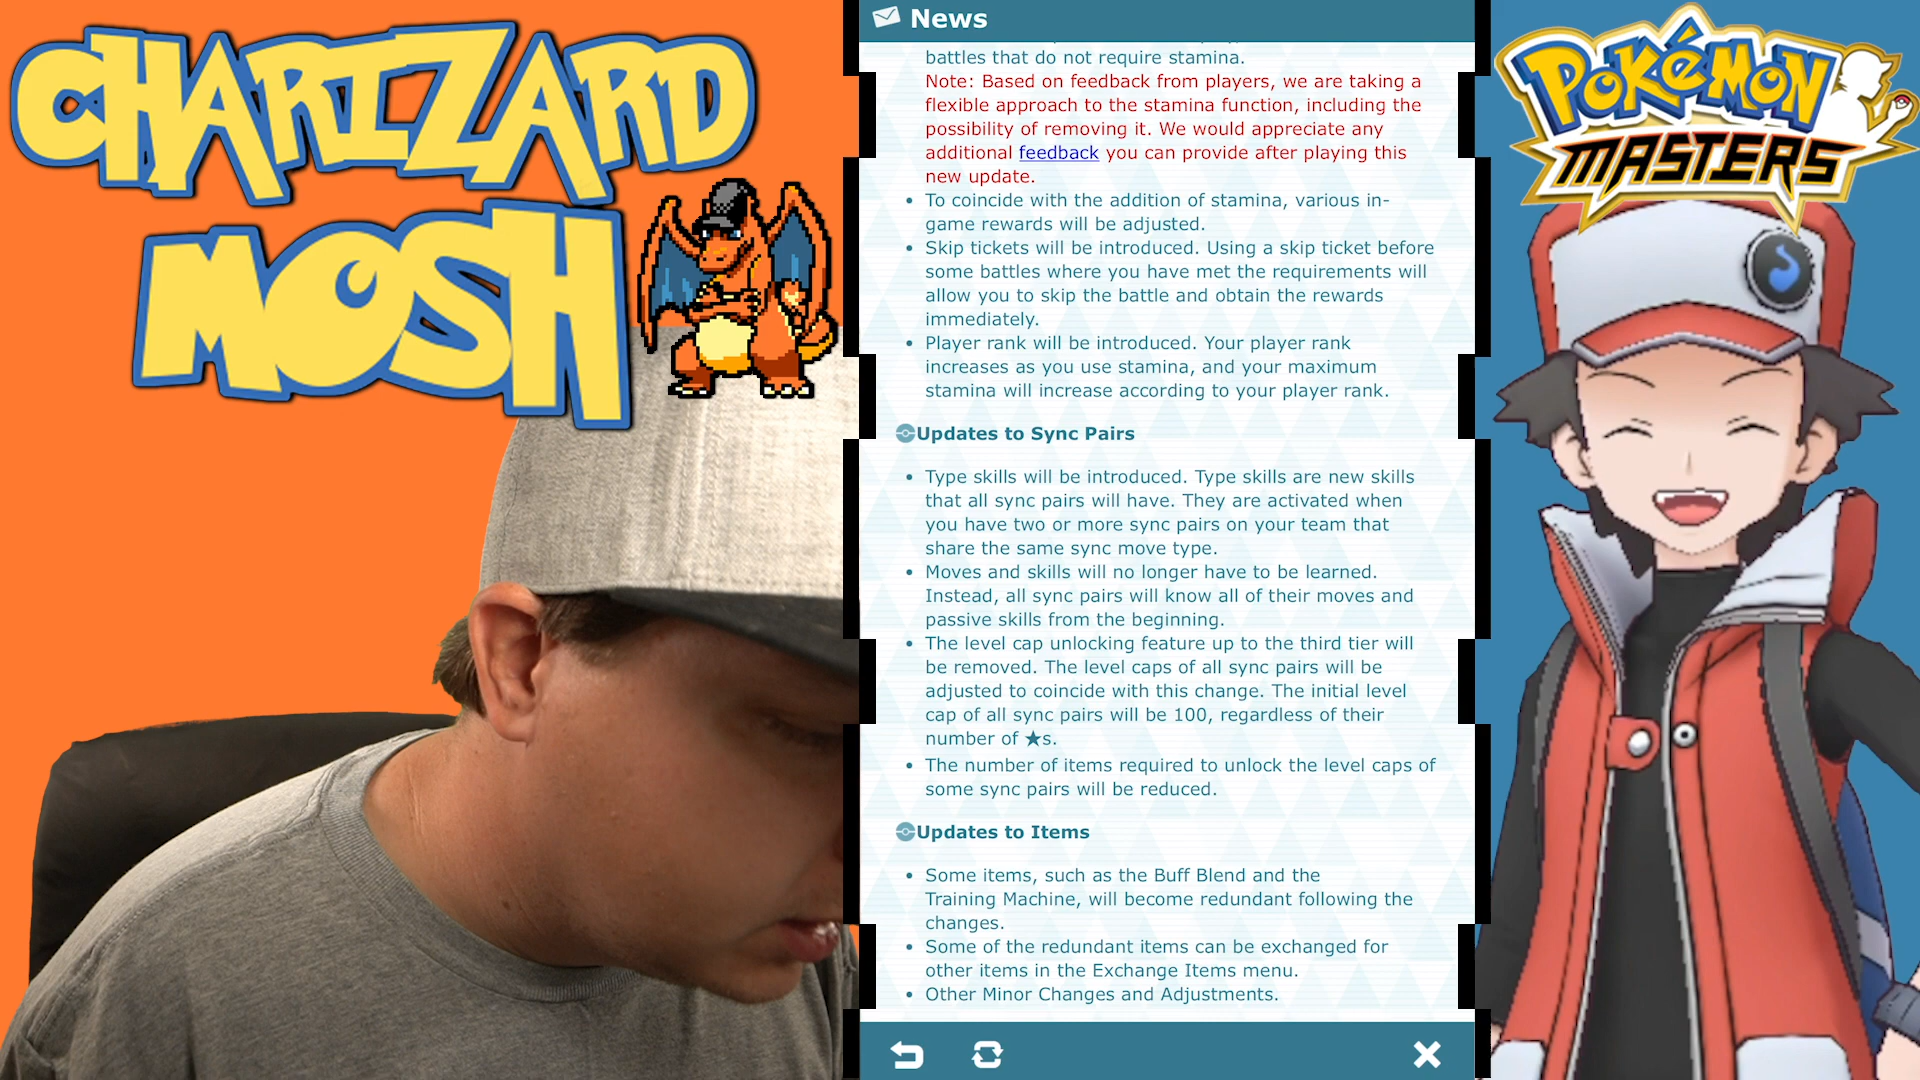 CHARIZARD
MOSH
News
battles that do not require stamina.
Note: Based on feedback from players, we are taking a
flexible approach to the stamina function, including the
possibility of removing it. We would appreciate any
additional feedback you can provide after playing this
new update.
• To coincide with the addition of stamina, various in-
game rewards will be adjusted.
• Skip tickets will be introduced. Using a skip ticket before
some battles where you have met the requirements will
allow you to skip the battle and obtain the rewards
immediately.
• Player rank will be introduced. Your player rank
increases as you use stamina, and your maximum
stamina will increase according to your player rank.
Updates to Sync Pairs
• Type skills will be introduced. Type skills are new skills
that all sync pairs will have. They are activated when
you have two or more sync pairs on your team that
share the same sync move type.
• Moves and skills will no longer have to be learned.
Instead, all sync pairs will know all of their moves and
passive skills from the beginning.
• The level cap unlocking feature up to the third tier will
be removed. The level caps of all sync pairs will be
adjusted to coincide with this change. The initial level
cap of all sync pairs will be 100, regardless of their
number of ★s.
• The number of items required to unlock the level caps of
some sync pairs will be reduced.
Updates to Items
• Some items, such as the Buff Blend and the
Training Machine, will become redundant following the
changes.
• Some of the redundant items can be exchanged for
other items in the Exchange Items menu.
• Other Minor Changes and Adjustments.
POKéMON
MASTERS